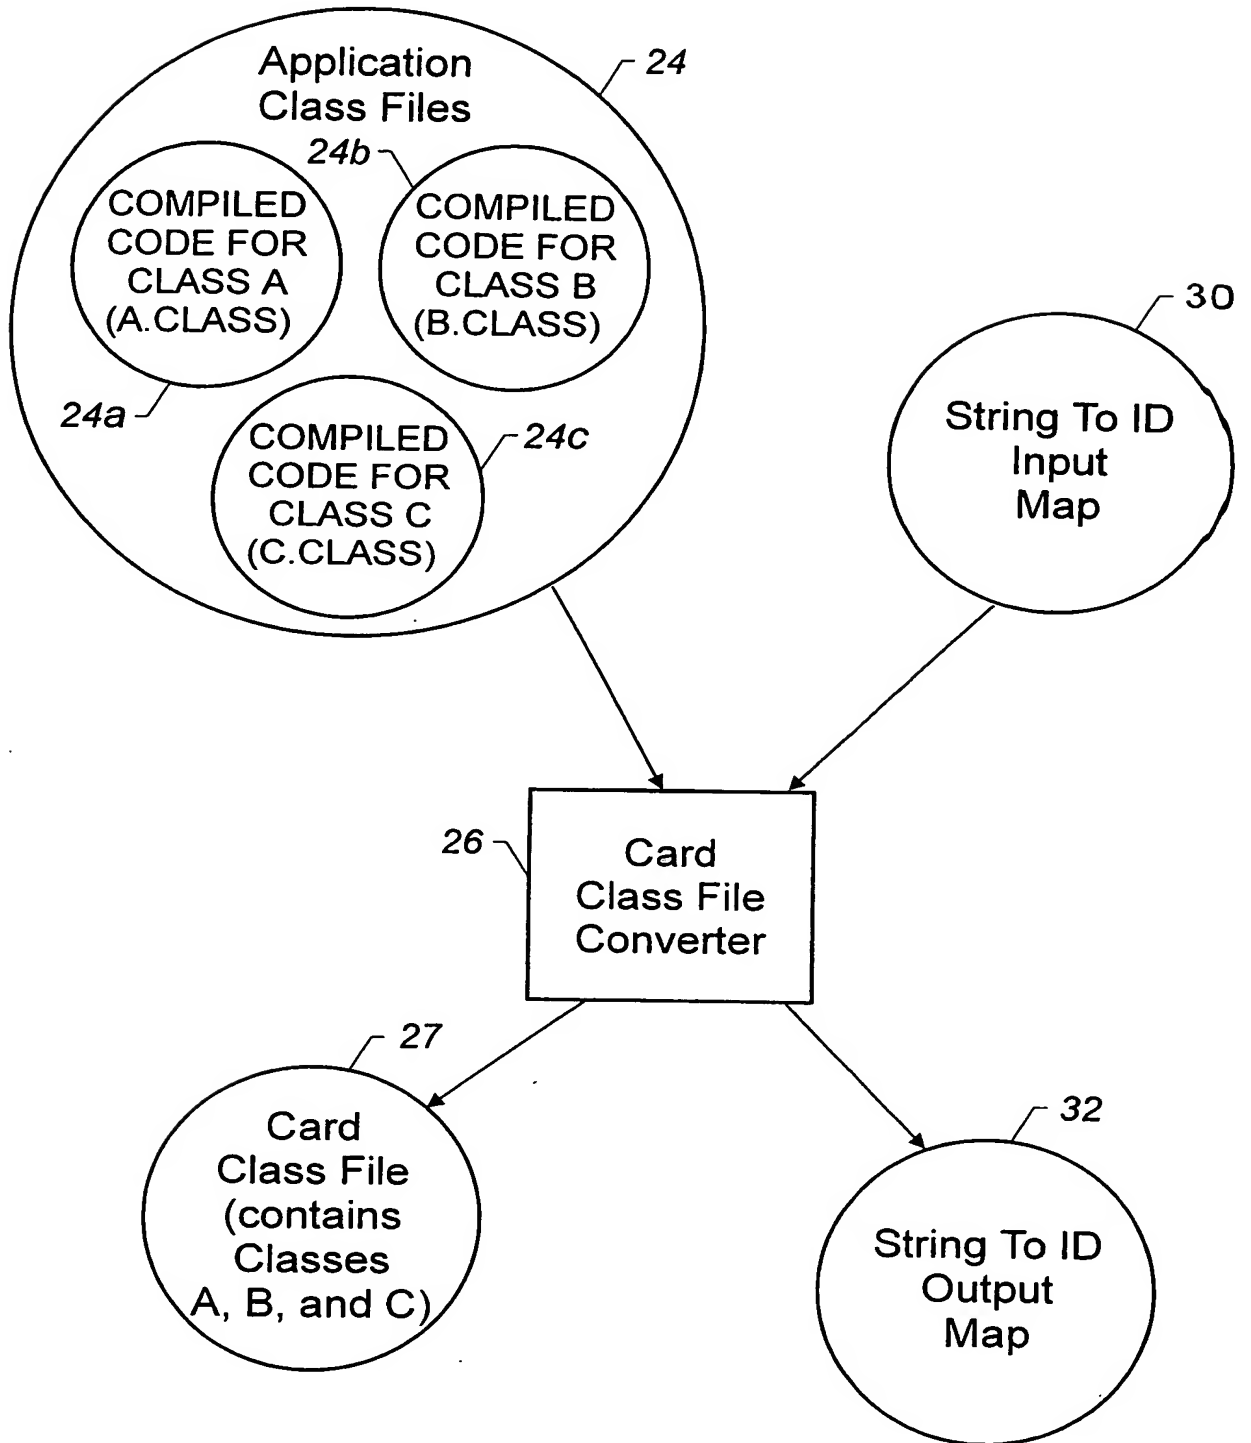 Application
Class Files
24
24b
COMPILED
CODE FOR
CLASS A
(A.CLASS)
COMPILED
CODE FOR
CLASS B
(B.CLASS)
24a
COMPILED
CODE FOR
CLASS C
(C.CLASS)
24c
30
String To ID
Input
Map
26
Card
Class File
Converter
27
Card
Class File
(contains
Classes
A, B, and C)
32
String To ID
Output
Map